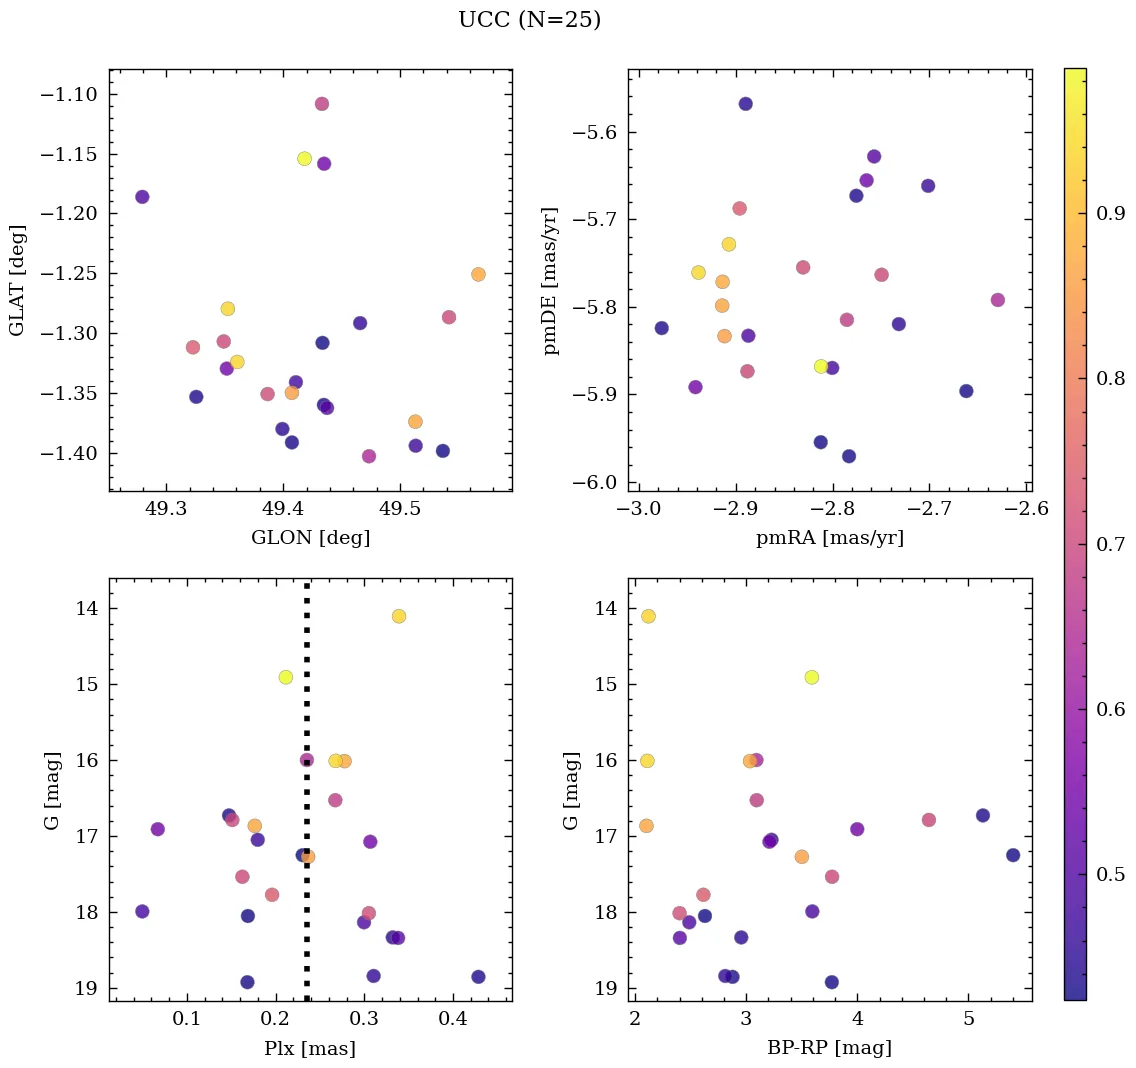 UCC (N=25)
−1.10
−1.15
−1.20
−1.25
−1.30
−1.35
−1.40
GLAT [deg]
49.3 49.4 49.5
GLON [deg]
−5.6
−5.7
−5.8
−5.9
−6.0
pmDE [mas/yr]
−3.0 −2.9 −2.8 −2.7 −2.6
pmRA [mas/yr]
14
15
16
17
18
19
G [mag]
0.1 0.2 0.3 0.4
Plx [mas]
14
15
16
17
18
19
G [mag]
2 3 4 5
BP-RP [mag]
0.9
0.8
0.7
0.6
0.5